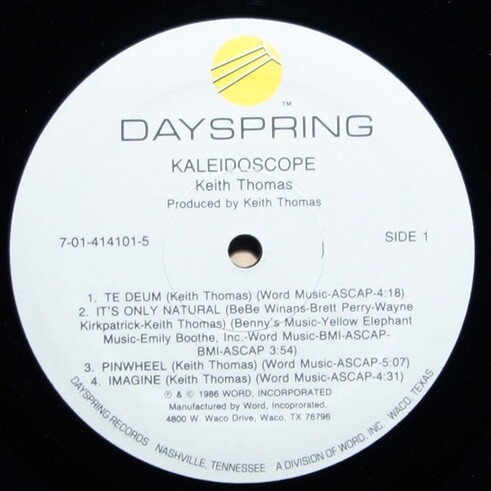 TM
DAYSPRING
KALEIDOSCOPE
Keith Thomas
Produced by Keith Thomas
7-01-414101-5
SIDE 1
1. TE DEUM (Keith Thomas) (Word Music-ASCAP-4:18)
2. IT'S ONLY NATURAL (BeBe Winans-Brett Perry-Wayne
Kirkpatrick-Keith Thomas) (Benny's Music-Yellow Elephant
Music-Emily Boothe, Inc.-Word Music-BMI-ASCAP-
BMI-ASCAP 3:54)
3. PINWHEEL (Keith Thomas) (Word Music-ASCAP-5:07)
4. IMAGINE (Keith Thomas) (Word Music-ASCAP-4:31)
℗ & © 1986 WORD, INCORPORATED
Manufactured by Word, Incoprorated,
4800 W. Waco Drive, Waco, TX 76796
DAYSPRING RECORDS NASHVILLE, TENNESSEE A DIVISION OF WORD, INC WACO, TEXAS